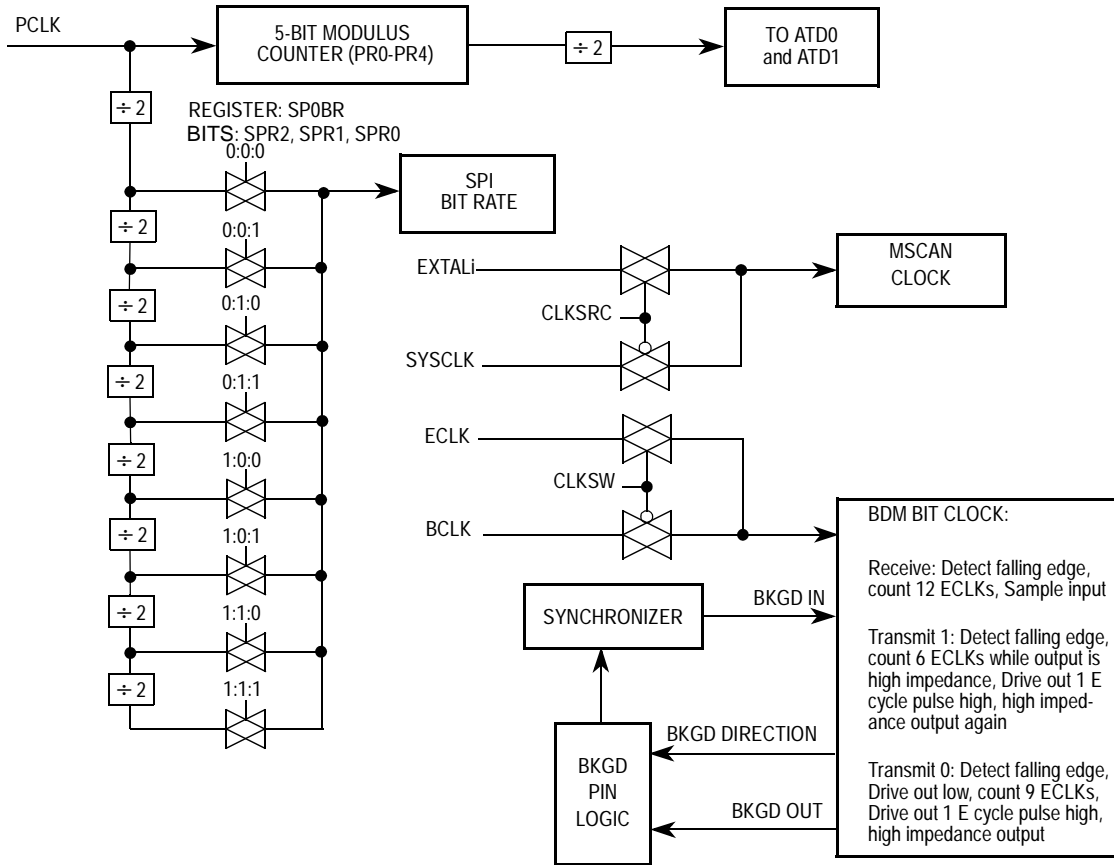 PCLK
5-BIT MODULUS
COUNTER (PR0-PR4)
÷ 2
TO ATD0
and ATD1
÷ 2
REGISTER: SP0BR
BITS: SPR2, SPR1, SPR0
0:0:0
SPI
BIT RATE
÷ 2
0:0:1
÷ 2
0:1:0
÷ 2
0:1:1
÷ 2
1:0:0
÷ 2
1:0:1
÷ 2
1:1:0
÷ 2
1:1:1
EXTALi
CLKSRC
SYSCLK
MSCAN
CLOCK
ECLK
CLKSW
BCLK
BDM BIT CLOCK:
Receive: Detect falling edge,
count 12 ECLKs, Sample input
Transmit 1: Detect falling edge,
count 6 ECLKs while output is
high impedance, Drive out 1 E
cycle pulse high, high imped-
ance output again
Transmit 0: Detect falling edge,
Drive out low, count 9 ECLKs,
Drive out 1 E cycle pulse high,
high impedance output
SYNCHRONIZER
BKGD IN
BKGD
PIN
LOGIC
BKGD DIRECTION
BKGD OUT